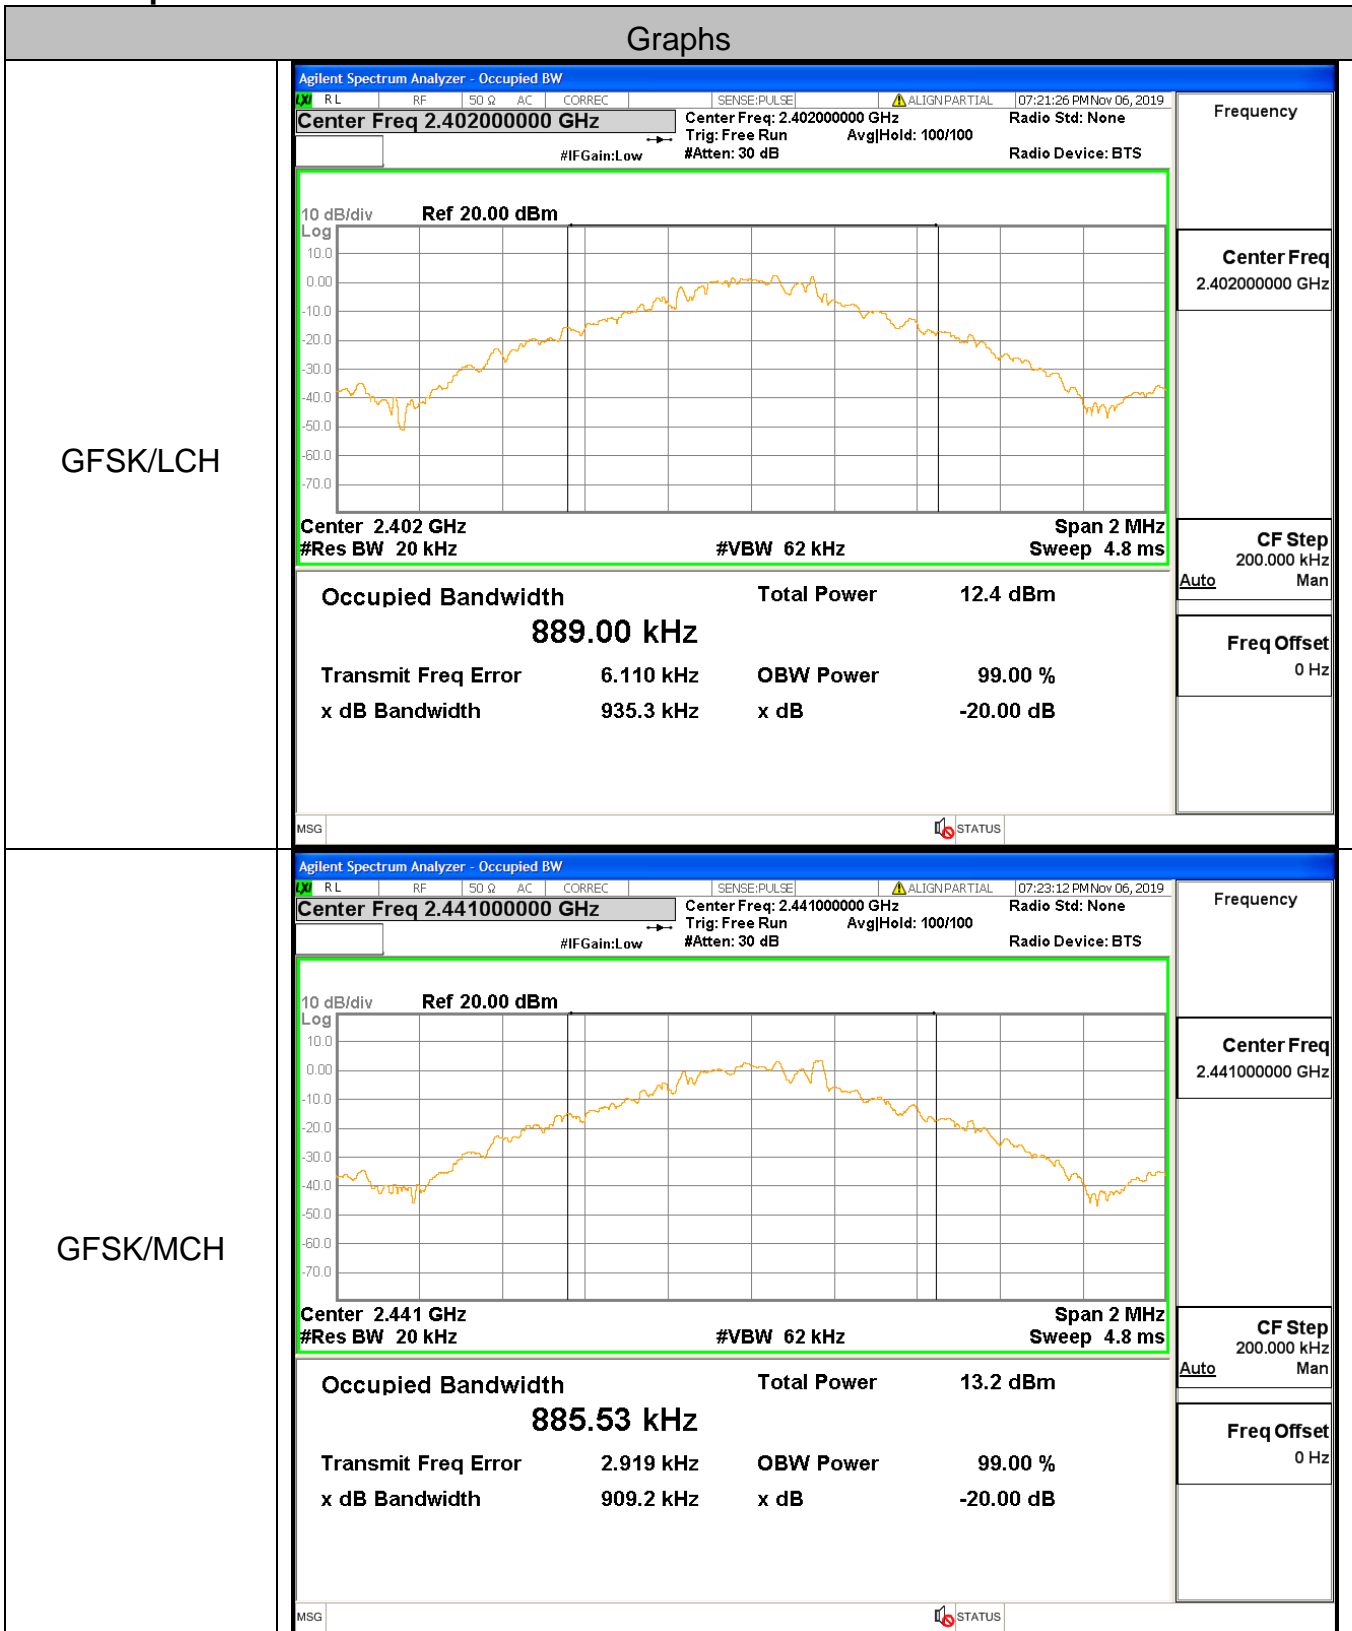 Graphs
GFSK/LCH
Agilent Spectrum Analyzer - Occupied BW
LXI RL RF 50 Ω AC CORREC SENSE:PULSE ALIGN PARTIAL 07:21:26 PM Nov 06, 2019
Center Freq 2.402000000 GHz
Center Freq: 2.402000000 GHz Radio Std: None
Trig: Free Run Avg|Hold: 100/100
#IFGain:Low #Atten: 30 dB Radio Device: BTS
10 dB/div Ref 20.00 dBm
Log
10.0
0.00
-10.0
-20.0
-30.0
-40.0
-50.0
-60.0
-70.0
Center 2.402 GHz Span 2 MHz
#Res BW 20 kHz #VBW 62 kHz Sweep 4.8 ms
Occupied Bandwidth Total Power 12.4 dBm
889.00 kHz
Transmit Freq Error 6.110 kHz OBW Power 99.00 %
x dB Bandwidth 935.3 kHz x dB -20.00 dB
MSG STATUS
Frequency
Center Freq
2.402000000 GHz
CF Step
200.000 kHz
Auto Man
Freq Offset
0 Hz
GFSK/MCH
Agilent Spectrum Analyzer - Occupied BW
LXI RL RF 50 Ω AC CORREC SENSE:PULSE ALIGN PARTIAL 07:23:12 PM Nov 06, 2019
Center Freq 2.441000000 GHz
Center Freq: 2.441000000 GHz Radio Std: None
Trig: Free Run Avg|Hold: 100/100
#IFGain:Low #Atten: 30 dB Radio Device: BTS
10 dB/div Ref 20.00 dBm
Log
10.0
0.00
-10.0
-20.0
-30.0
-40.0
-50.0
-60.0
-70.0
Center 2.441 GHz Span 2 MHz
#Res BW 20 kHz #VBW 62 kHz Sweep 4.8 ms
Occupied Bandwidth Total Power 13.2 dBm
885.53 kHz
Transmit Freq Error 2.919 kHz OBW Power 99.00 %
x dB Bandwidth 909.2 kHz x dB -20.00 dB
MSG STATUS
Frequency
Center Freq
2.441000000 GHz
CF Step
200.000 kHz
Auto Man
Freq Offset
0 Hz